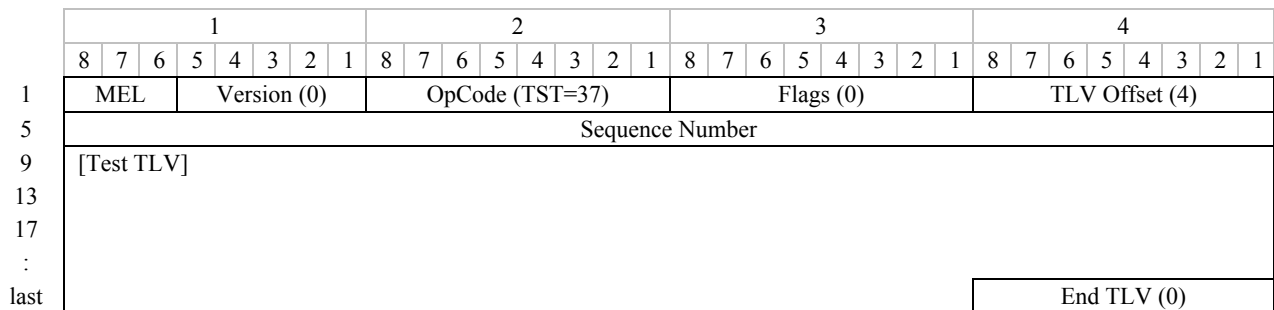 1 2 3 4
8 7 6 5 4 3 2 1 8 7 6 5 4 3 2 1 8 7 6 5 4 3 2 1 8 7 6 5 4 3 2 1
1 MEL Version (0) OpCode (TST=37) Flags (0) TLV Offset (4)
5 Sequence Number
9 [Test TLV]
13
17
:
last End TLV (0)